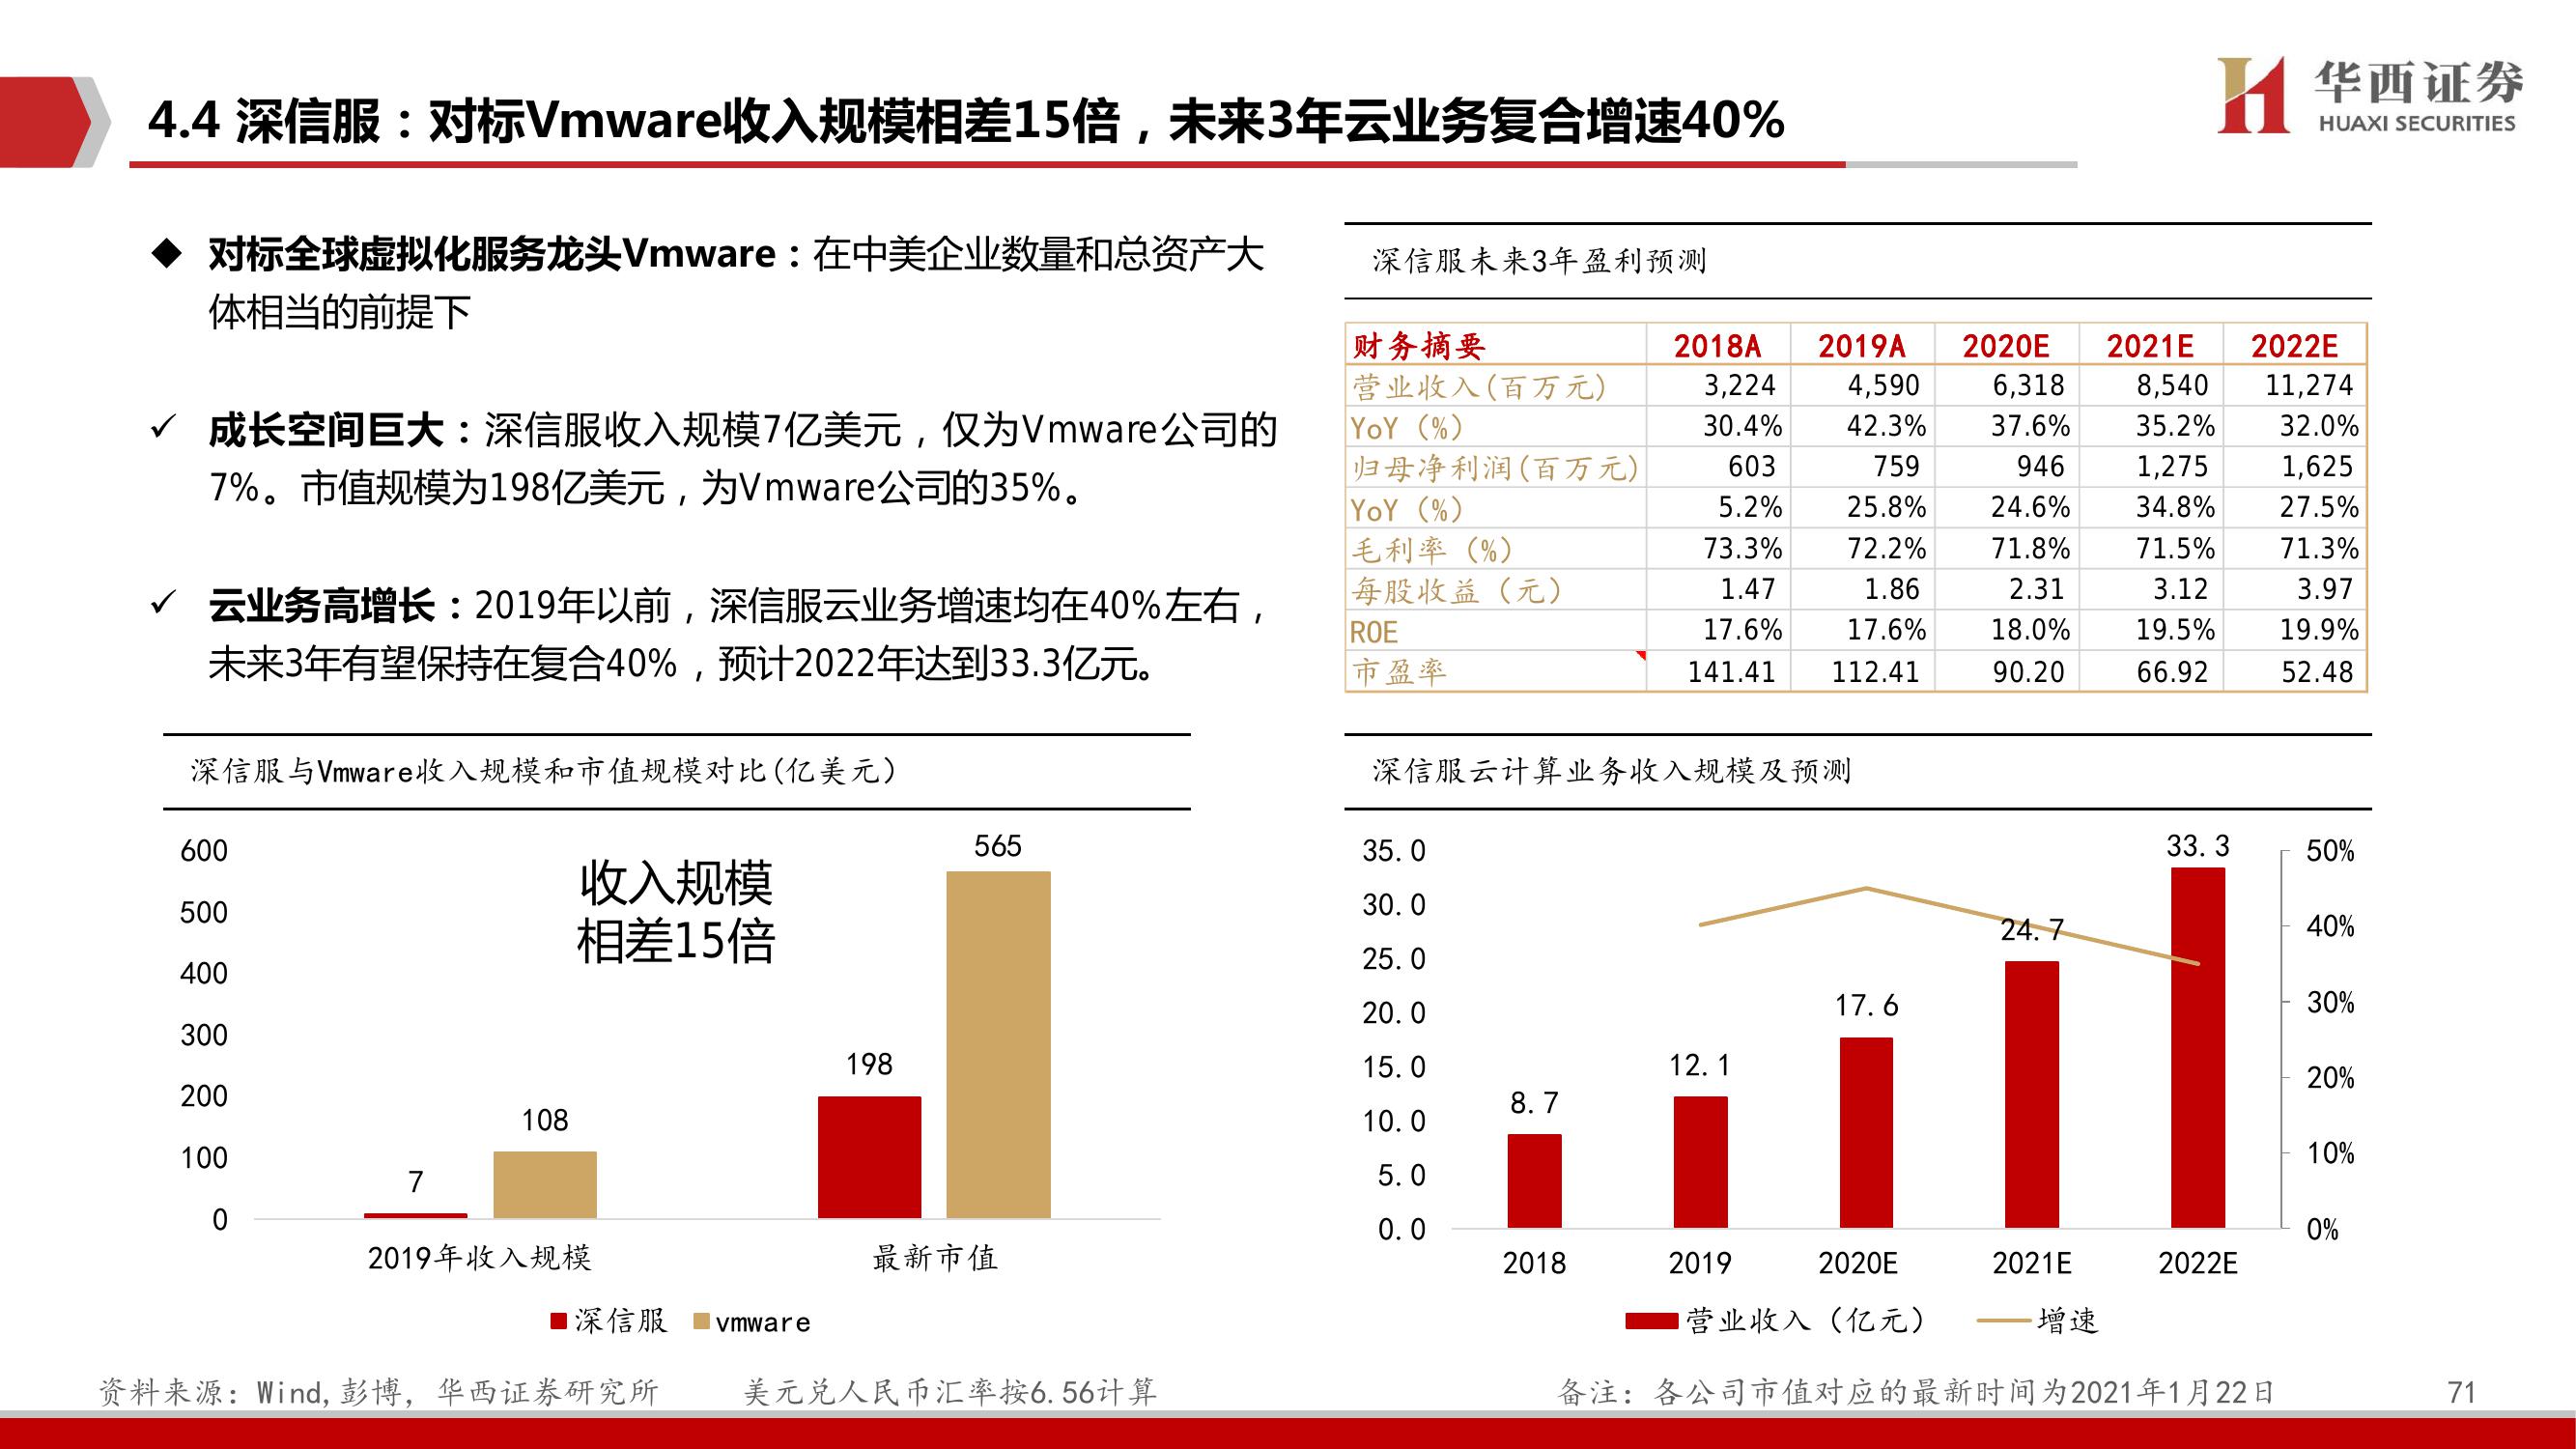 4.4 深信服：对标Vmware收入规模相差15倍，未来3年云业务复合增速40%
华西证券
HUAXI SECURITIES
◆ 对标全球虚拟化服务龙头Vmware：在中美企业数量和总资产大
体相当的前提下
✓ 成长空间巨大：深信服收入规模7亿美元，仅为Vmware公司的
7%。市值规模为198亿美元，为Vmware公司的35%。
✓ 云业务高增长：2019年以前，深信服云业务增速均在40%左右，
未来3年有望保持在复合40%，预计2022年达到33.3亿元。
深信服未来3年盈利预测
财务摘要 2018A 2019A 2020E 2021E 2022E
营业收入(百万元) 3,224 4,590 6,318 8,540 11,274
YoY（%） 30.4% 42.3% 37.6% 35.2% 32.0%
归母净利润(百万元) 603 759 946 1,275 1,625
YoY（%） 5.2% 25.8% 24.6% 34.8% 27.5%
毛利率（%） 73.3% 72.2% 71.8% 71.5% 71.3%
每股收益（元） 1.47 1.86 2.31 3.12 3.97
ROE 17.6% 17.6% 18.0% 19.5% 19.9%
市盈率 141.41 112.41 90.20 66.92 52.48
深信服与Vmware收入规模和市值规模对比(亿美元）
600
500
400
300
200
100
0
收入规模
相差15倍
7
108
198
565
2019年收入规模 最新市值
深信服 vmware
深信服云计算业务收入规模及预测
35.0
30.0
25.0
20.0
15.0
10.0
5.0
0.0
8.7
12.1
17.6
24.7
33.3
50%
40%
30%
20%
10%
0%
2018 2019 2020E 2021E 2022E
营业收入（亿元） 增速
资料来源：Wind,彭博，华西证券研究所 美元兑人民币汇率按6.56计算
备注：各公司市值对应的最新时间为2021年1月22日
71